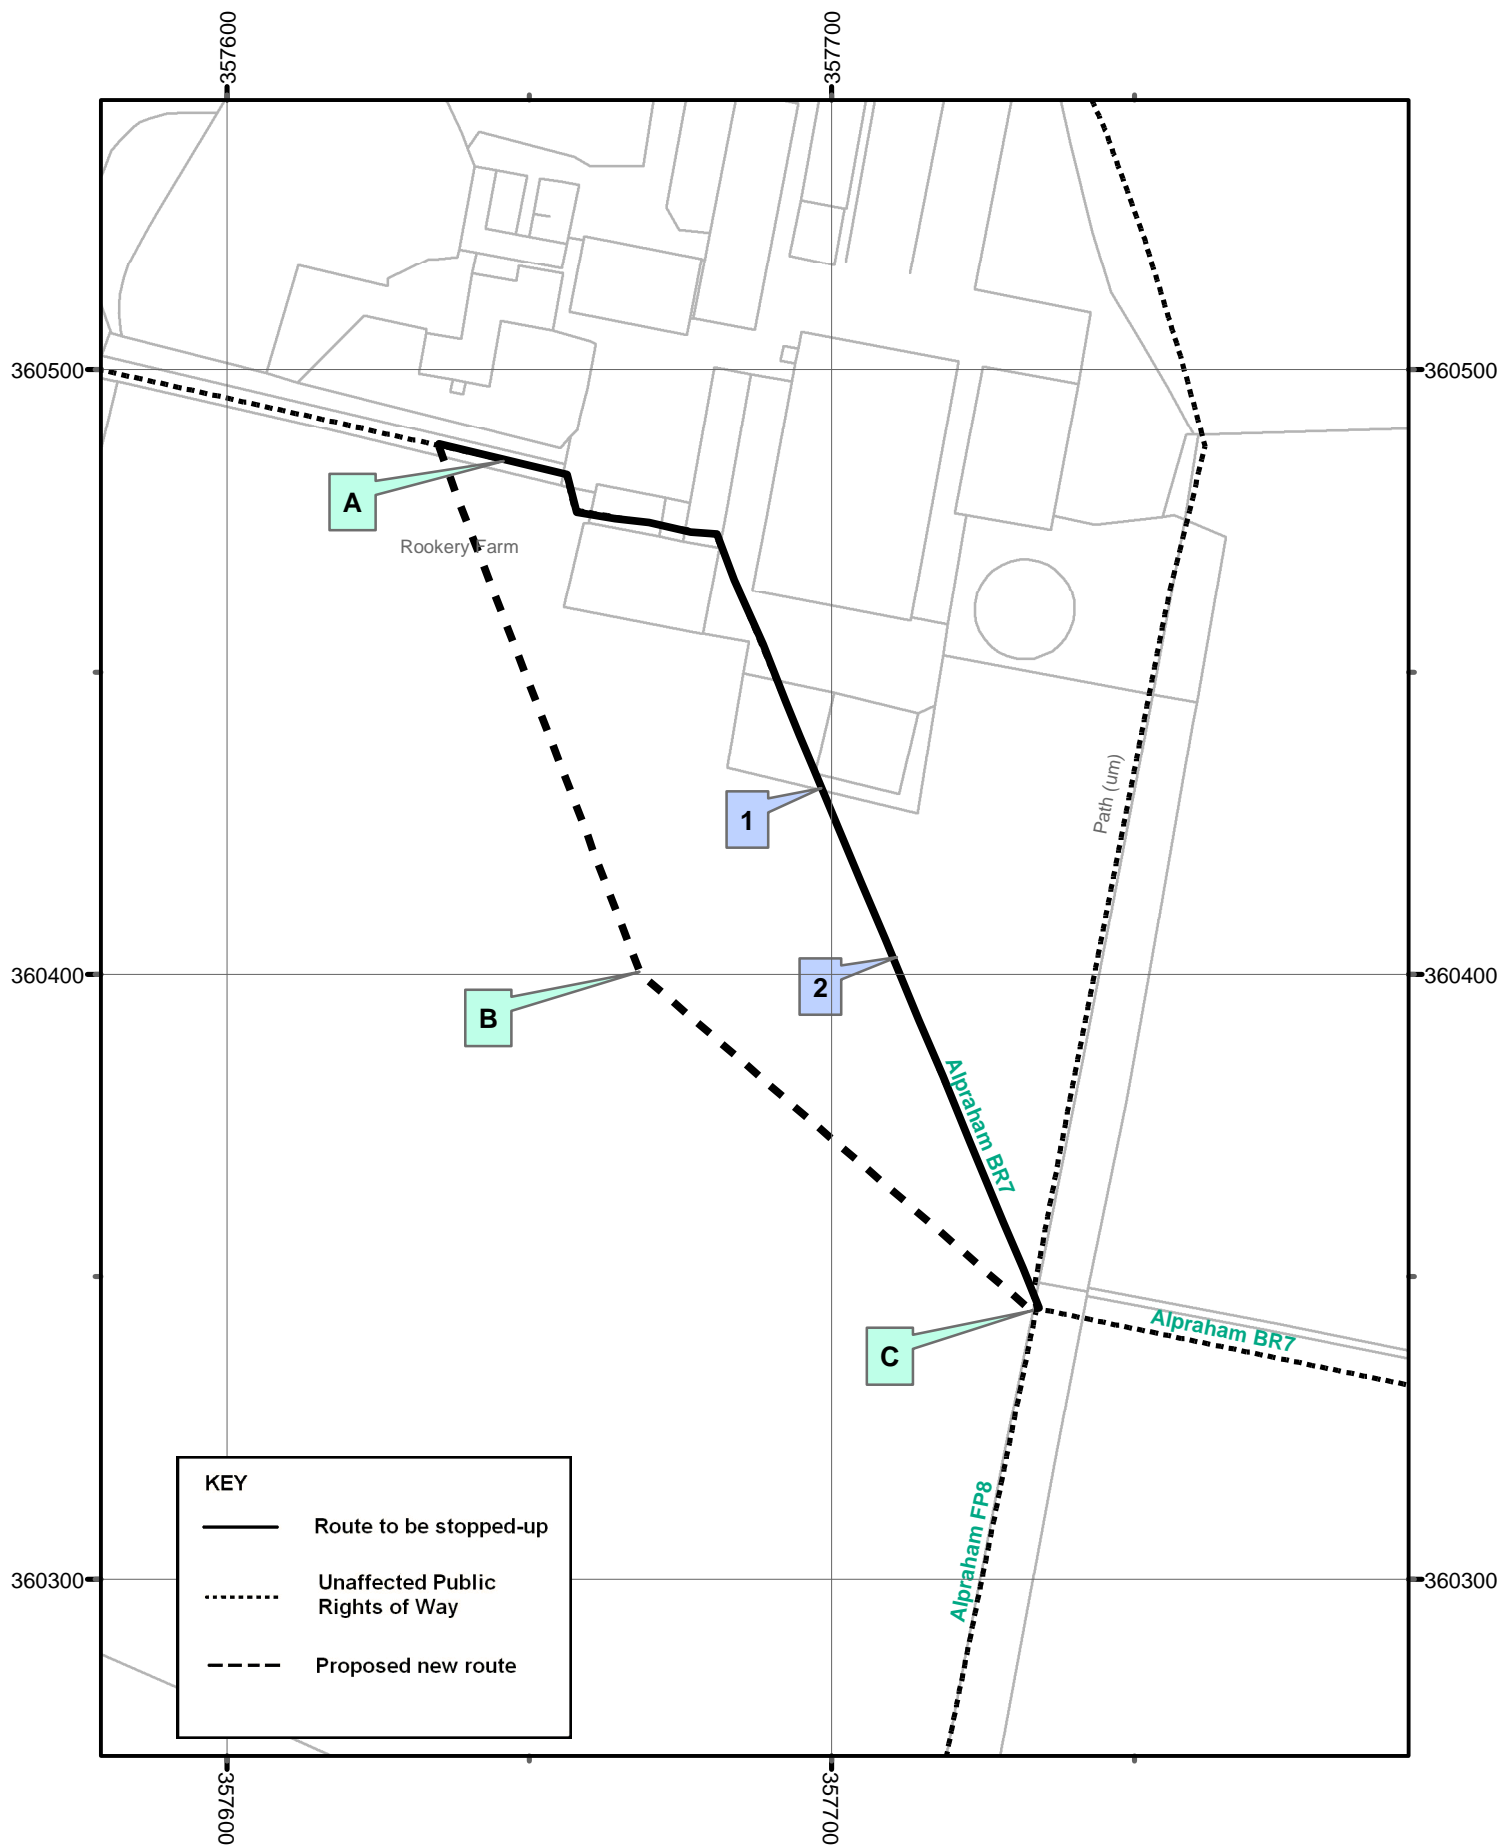 357600
357700
360500
360500
A
Rookery Farm
Path (um)
1
360400
2
360400
B
Alpraham BR7
Alpraham BR7
C
KEY
Route to be stopped-up
Unaffected Public
Rights of Way
Proposed new route
Alpraham FP8
360300
360300
357600
357700